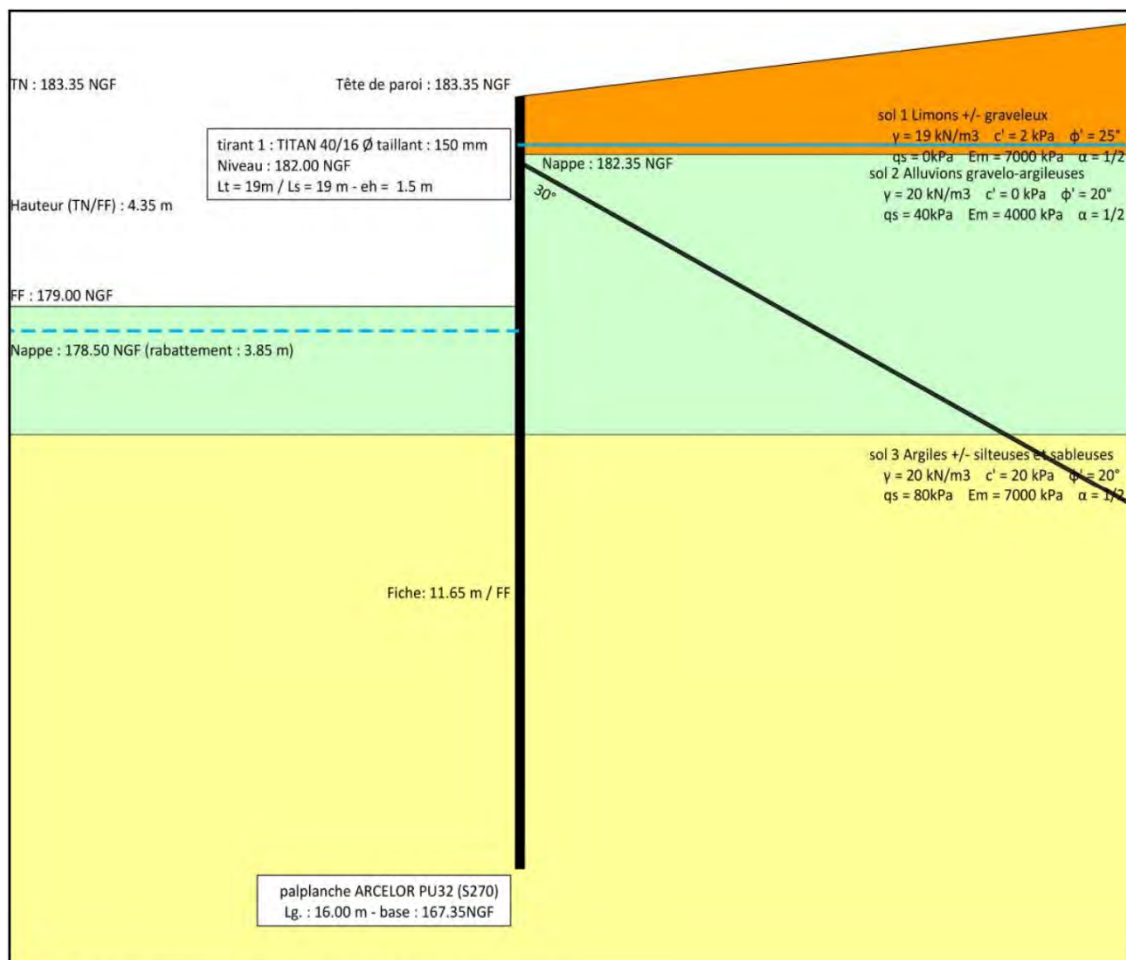 TN : 183.35 NGF
Tête de paroi : 183.35 NGF
sol 1 Limons +/- graveleux
γ = 19 kN/m3 c' = 2 kPa ϕ' = 25°
qs = 0kPa Em = 7000 kPa α = 1/2
tirant 1 : TITAN 40/16 Ø taillant : 150 mm
Niveau : 182.00 NGF
Lt = 19m / Ls = 19 m - eh = 1.5 m
Nappe : 182.35 NGF
sol 2 Alluvions gravelo-argileuses
γ = 20 kN/m3 c' = 0 kPa ϕ' = 20°
qs = 40kPa Em = 4000 kPa α = 1/2
30°
Hauteur (TN/FF) : 4.35 m
FF : 179.00 NGF
Nappe : 178.50 NGF (rabattement : 3.85 m)
sol 3 Argiles +/- silteuses et sableuses
γ = 20 kN/m3 c' = 20 kPa ϕ' = 20°
qs = 80kPa Em = 7000 kPa α = 1/2
Fiche: 11.65 m / FF
palplanche ARCELOR PU32 (S270)
Lg. : 16.00 m - base : 167.35NGF